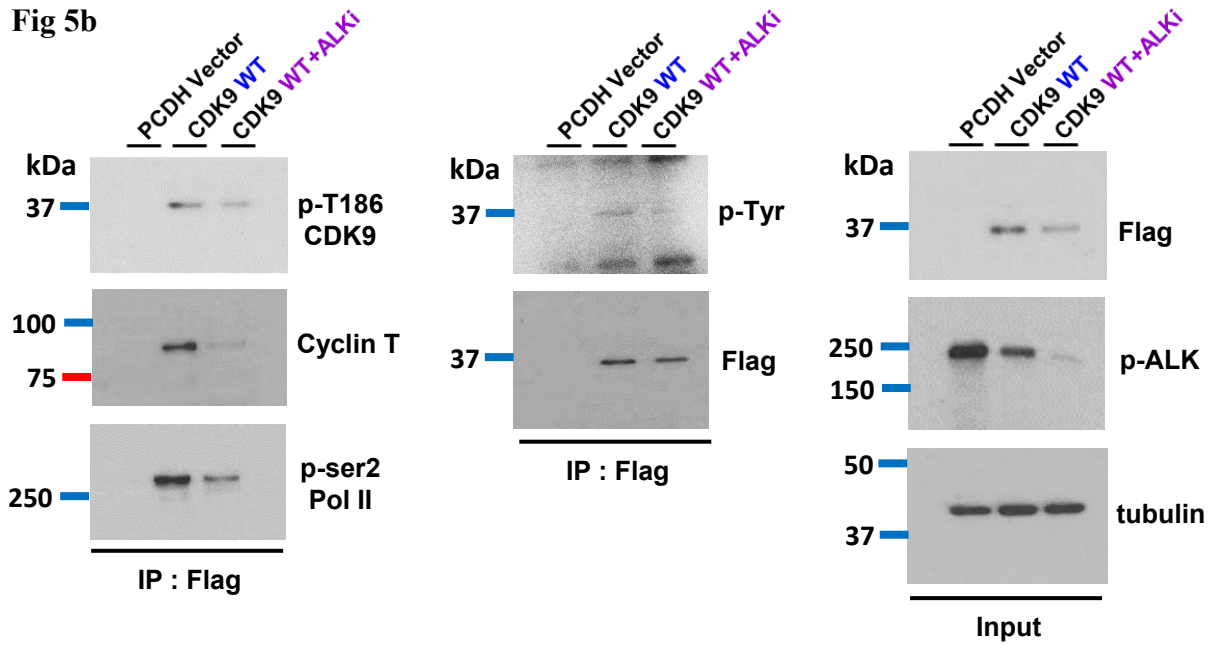 Fig 5b
PCDH Vector
CDK9 WT
CDK9 WT+ALKi
kDa
37
p-T186
CDK9
100
75
Cyclin T
250
p-ser2
Pol II
IP : Flag
PCDH Vector
CDK9 WT
CDK9 WT+ALKi
kDa
37
p-Tyr
37
Flag
IP : Flag
PCDH Vector
CDK9 WT
CDK9 WT+ALKi
kDa
37
Flag
250
150
p-ALK
50
37
tubulin
Input